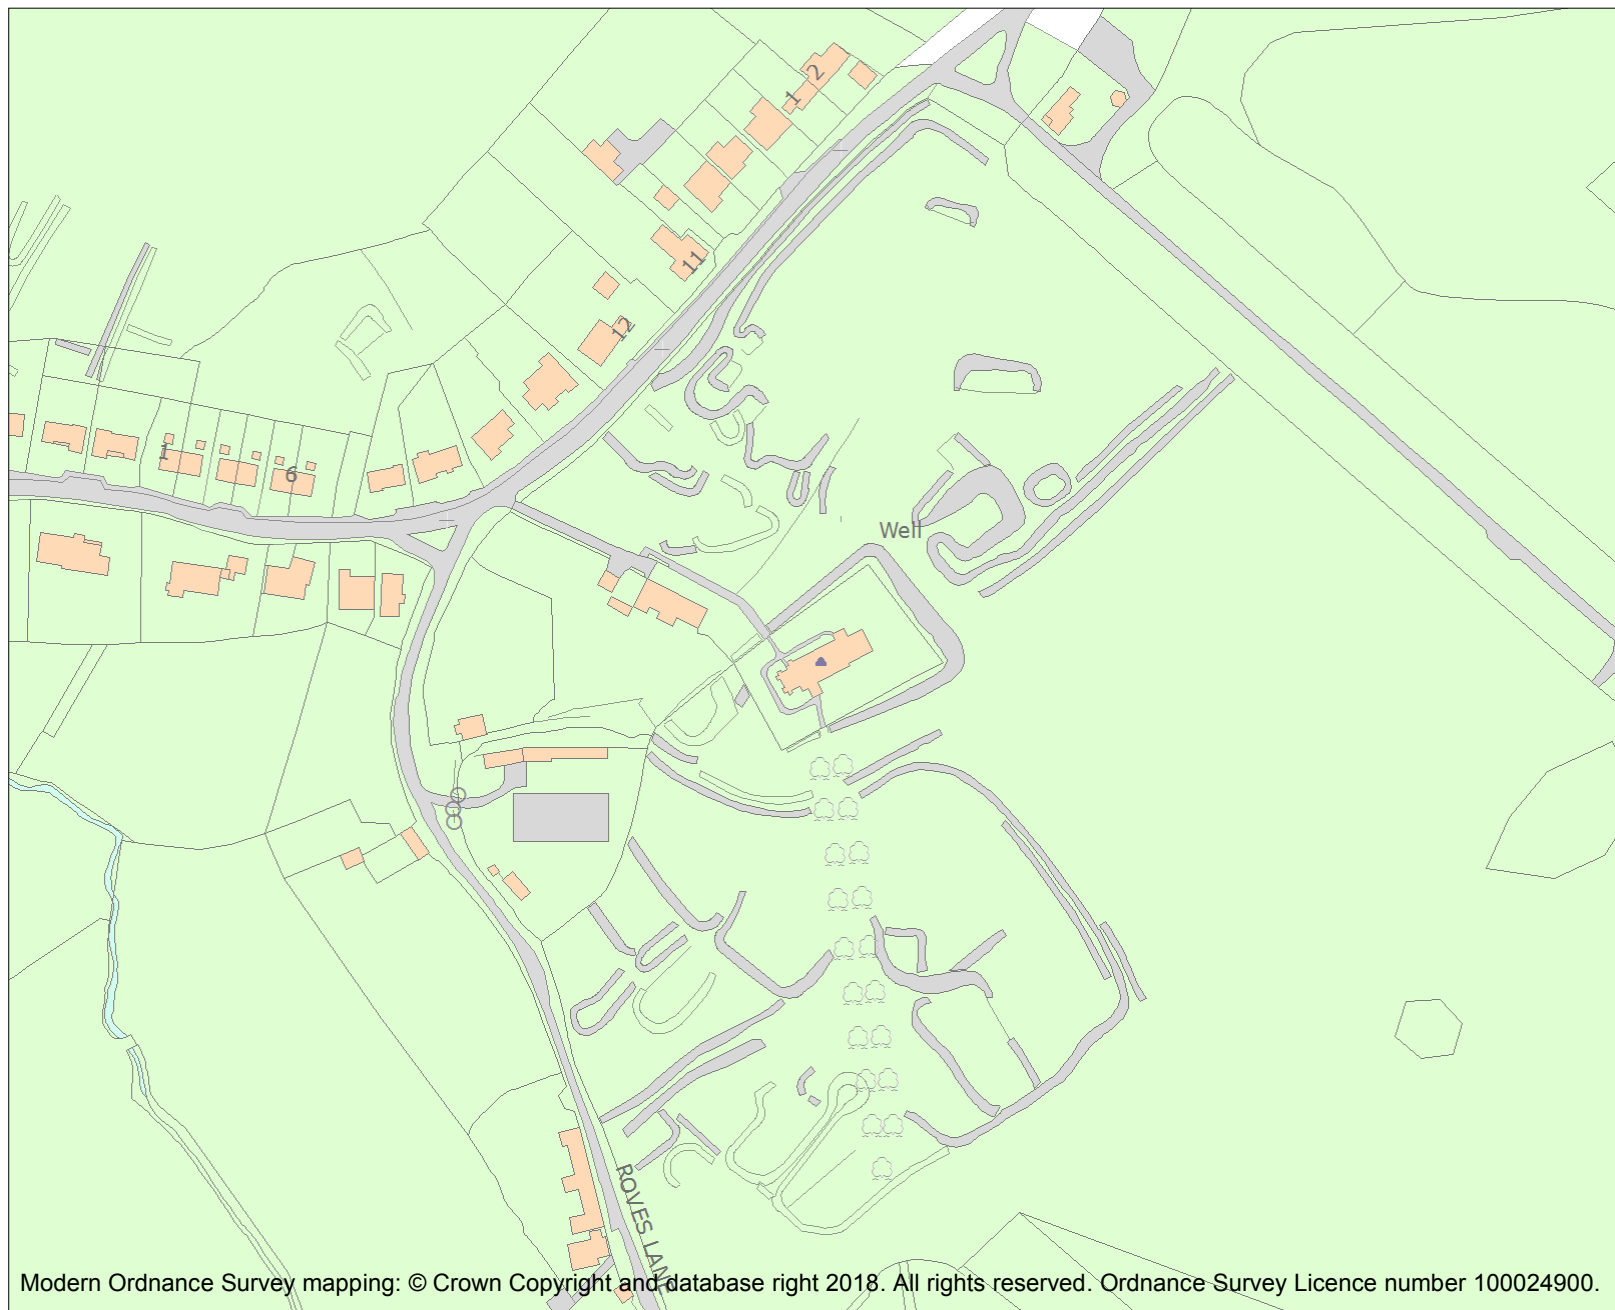 2
1
11
12
1
6
Well
ROVES LANE
Modern Ordnance Survey mapping: © Crown Copyright and database right 2018. All rights reserved. Ordnance Survey Licence number 100024900.